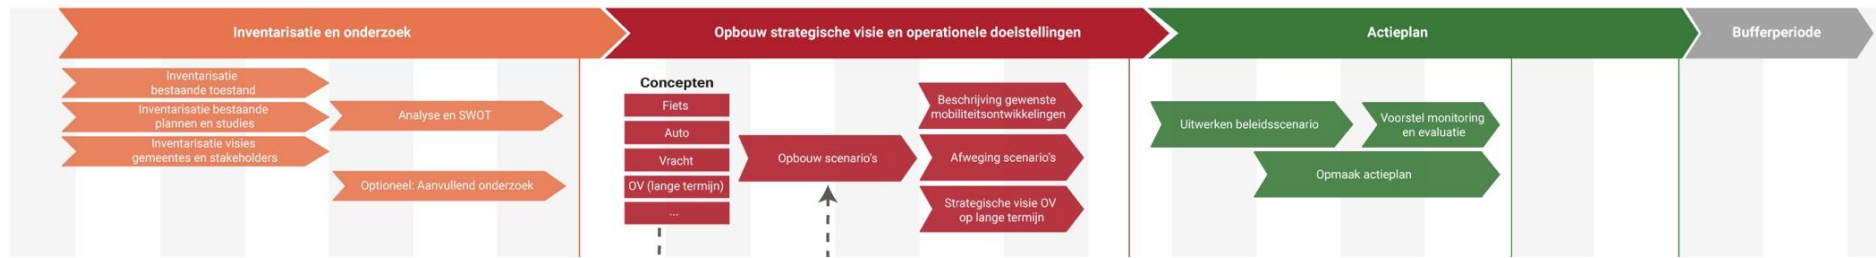 Inventarisatie en onderzoek
Opbouw strategische visie en operationele doelstellingen
Actieplan
Bufferperiode
Inventarisatie
bestaande toestand
Inventarisatie bestaande
plannen en studies
Inventarisatie visies
gemeentes en stakeholders
Analyse en SWOT
Optioneel: Aanvullend onderzoek
Concepten
Fiets
Auto
Vracht
OV (lange termijn)
...
Opbouw scenario's
Beschrijving gewenste
mobiliteitsontwikkelingen
Afweging scenario's
Strategische visie OV
op lange termijn
Uitwerken beleidsscenario
Voorstel monitoring
en evaluatie
Opmaak actieplan